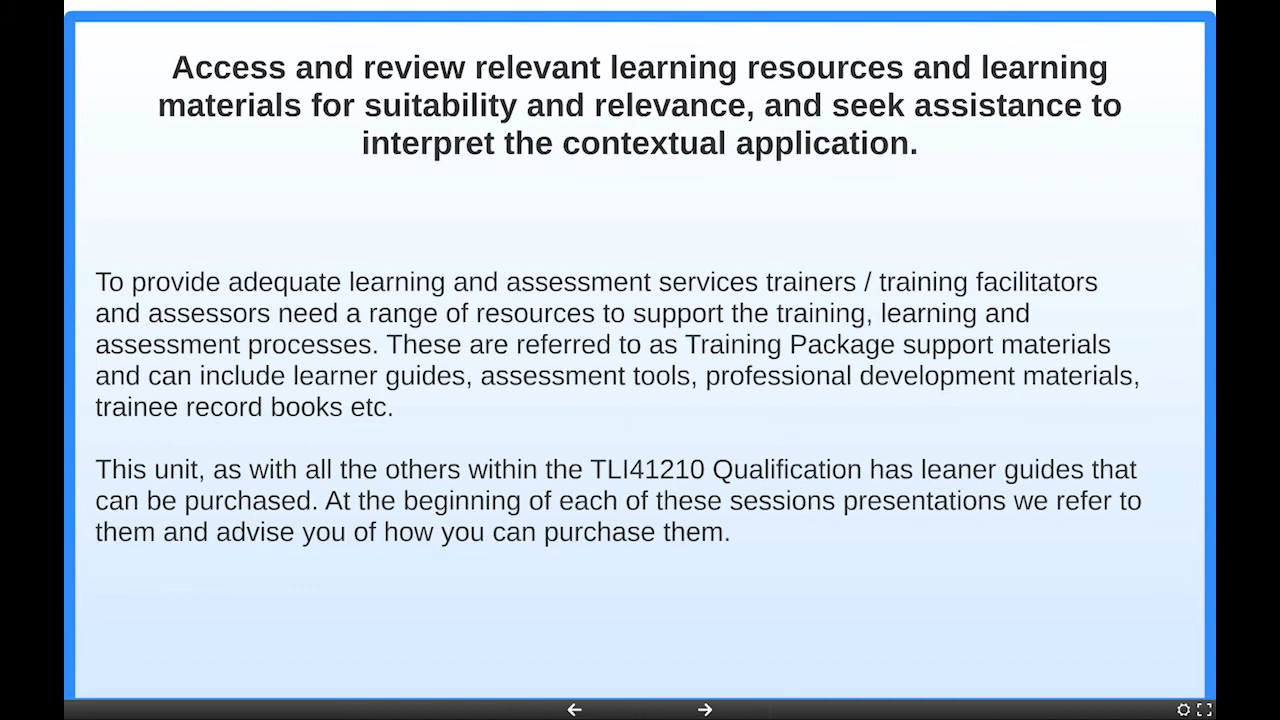 Access and review relevant learning resources and learning
materials for suitability and relevance, and seek assistance to
interpret the contextual application.
To provide adequate learning and assessment services trainers / training facilitators
and assessors need a range of resources to support the training, learning and
assessment processes. These are referred to as Training Package support materials
and can include learner guides, assessment tools, professional development materials,
trainee record books etc.
This unit, as with all the others within the TLI41210 Qualification has leaner guides that
can be purchased. At the beginning of each of these sessions presentations we refer to
them and advise you of how you can purchase them.